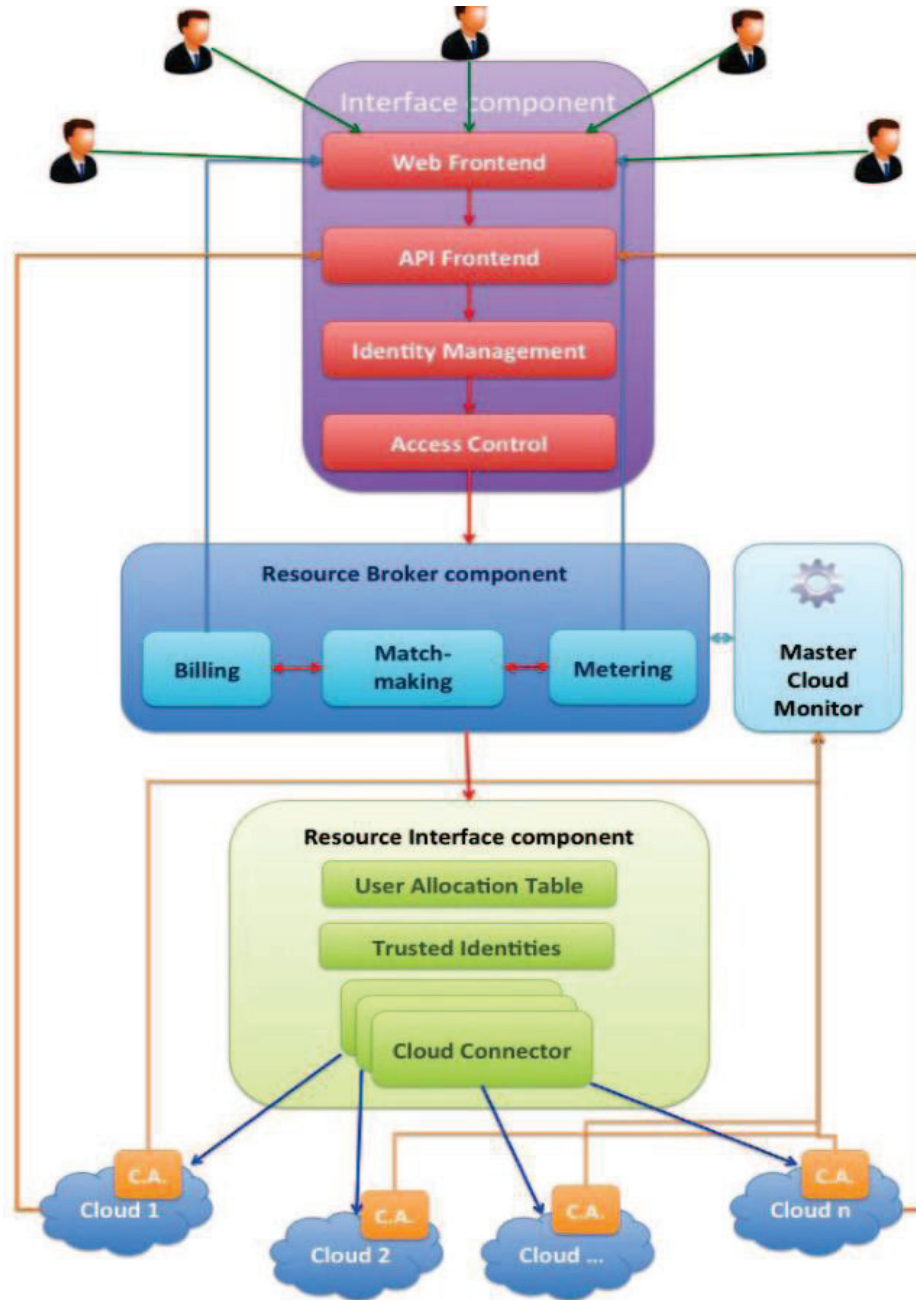 Interface component
Web Frontend
API Frontend
Identity Management
Access Control
Resource Broker component
Billing
Match-
making
Metering
Master
Cloud
Monitor
Resource Interface component
User Allocation Table
Trusted Identities
Cloud Connector
C.A.
Cloud 1
C.A.
Cloud 2
C.A.
Cloud ...
C.A.
Cloud n